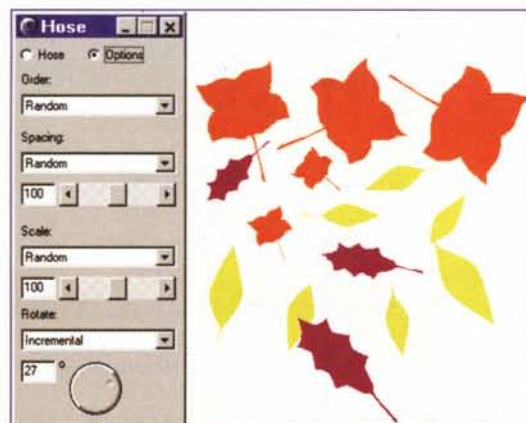 Hose
Hose Options
Order:
Random
Spacing:
Random
100
Scale:
Random
100
Rotate:
Incremental
27 °